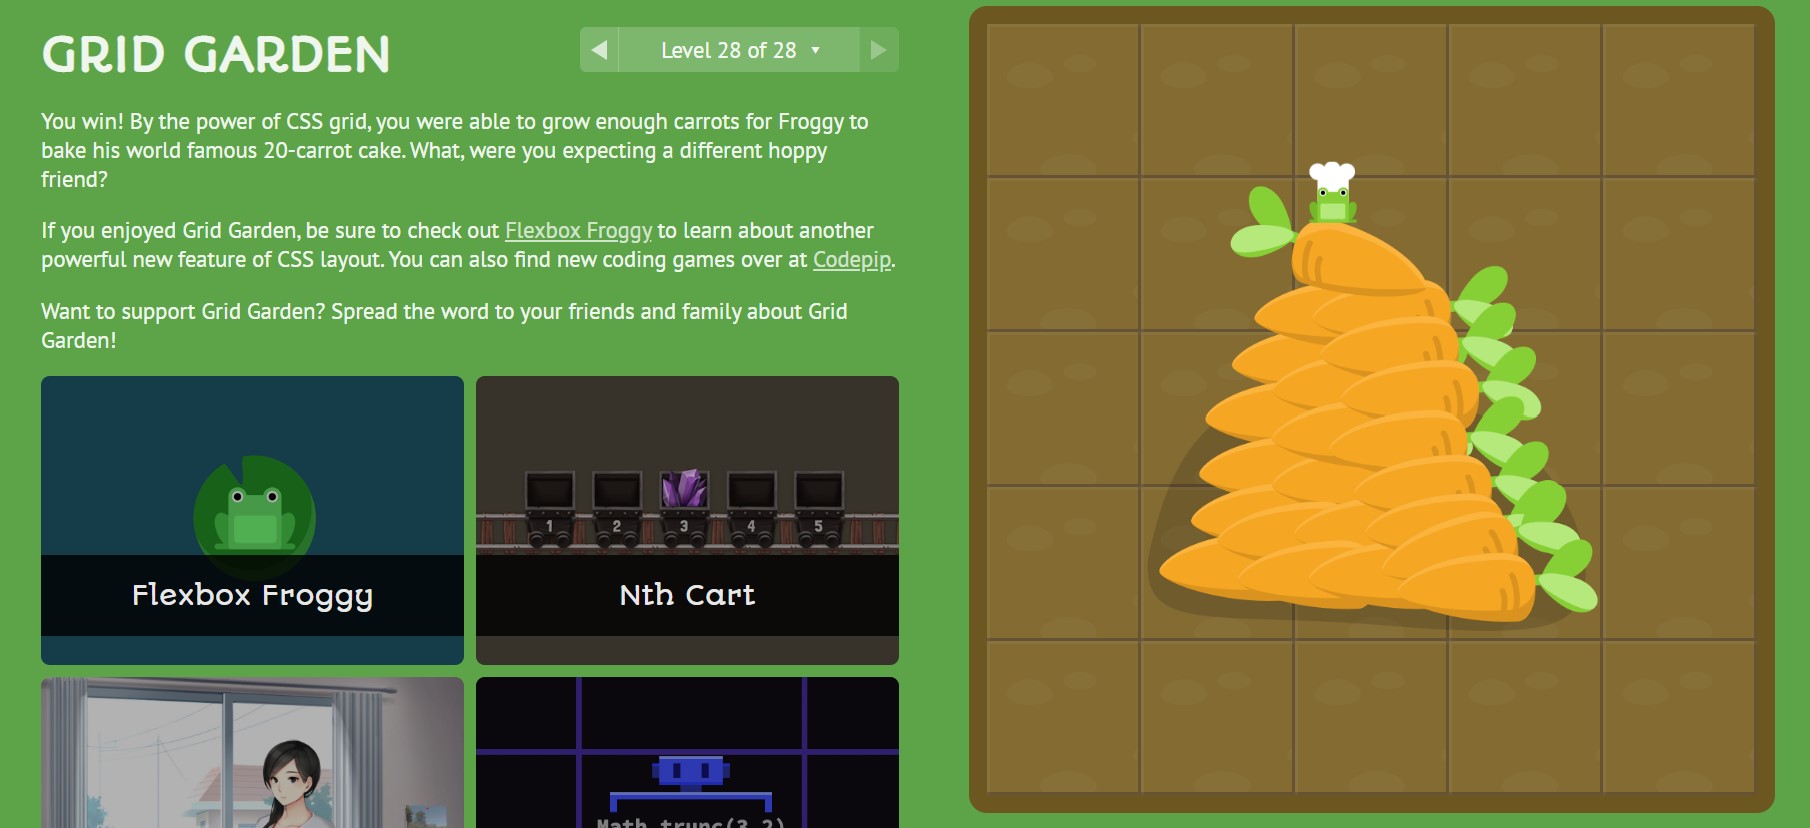 GRID GARDEN
Level 28 of 28
You win! By the power of CSS grid, you were able to grow enough carrots for Froggy to
bake his world famous 20-carrot cake. What, were you expecting a different hoppy
friend?
If you enjoyed Grid Garden, be sure to check out Flexbox Froggy to learn about another
powerful new feature of CSS layout. You can also find new coding games over at Codepip.
Want to support Grid Garden? Spread the word to your friends and family about Grid
Garden!
1 2 3 4 5
Flexbox Froggy
Nth Cart
Math.trunc(3.2)